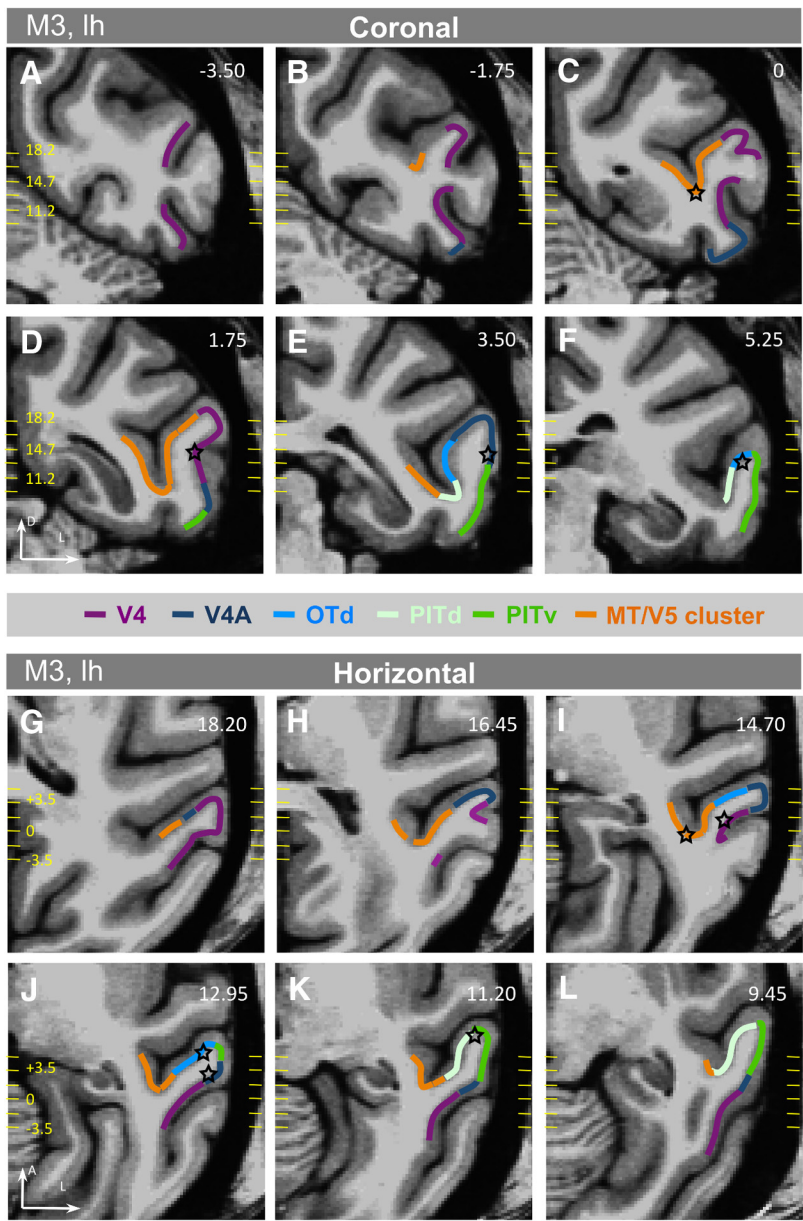 M3, lh Coronal
A -3.50 B -1.75 C 0
18.2
14.7
11.2
D 1.75 E 3.50 F 5.25
18.2
14.7
11.2
D
L
V4 V4A OTd PITd PITv MT/V5 cluster
M3, lh Horizontal
G 18.20 H 16.45 I 14.70
+3.5
0
-3.5
J 12.95 K 11.20 L 9.45
+3.5
0
-3.5
A
L